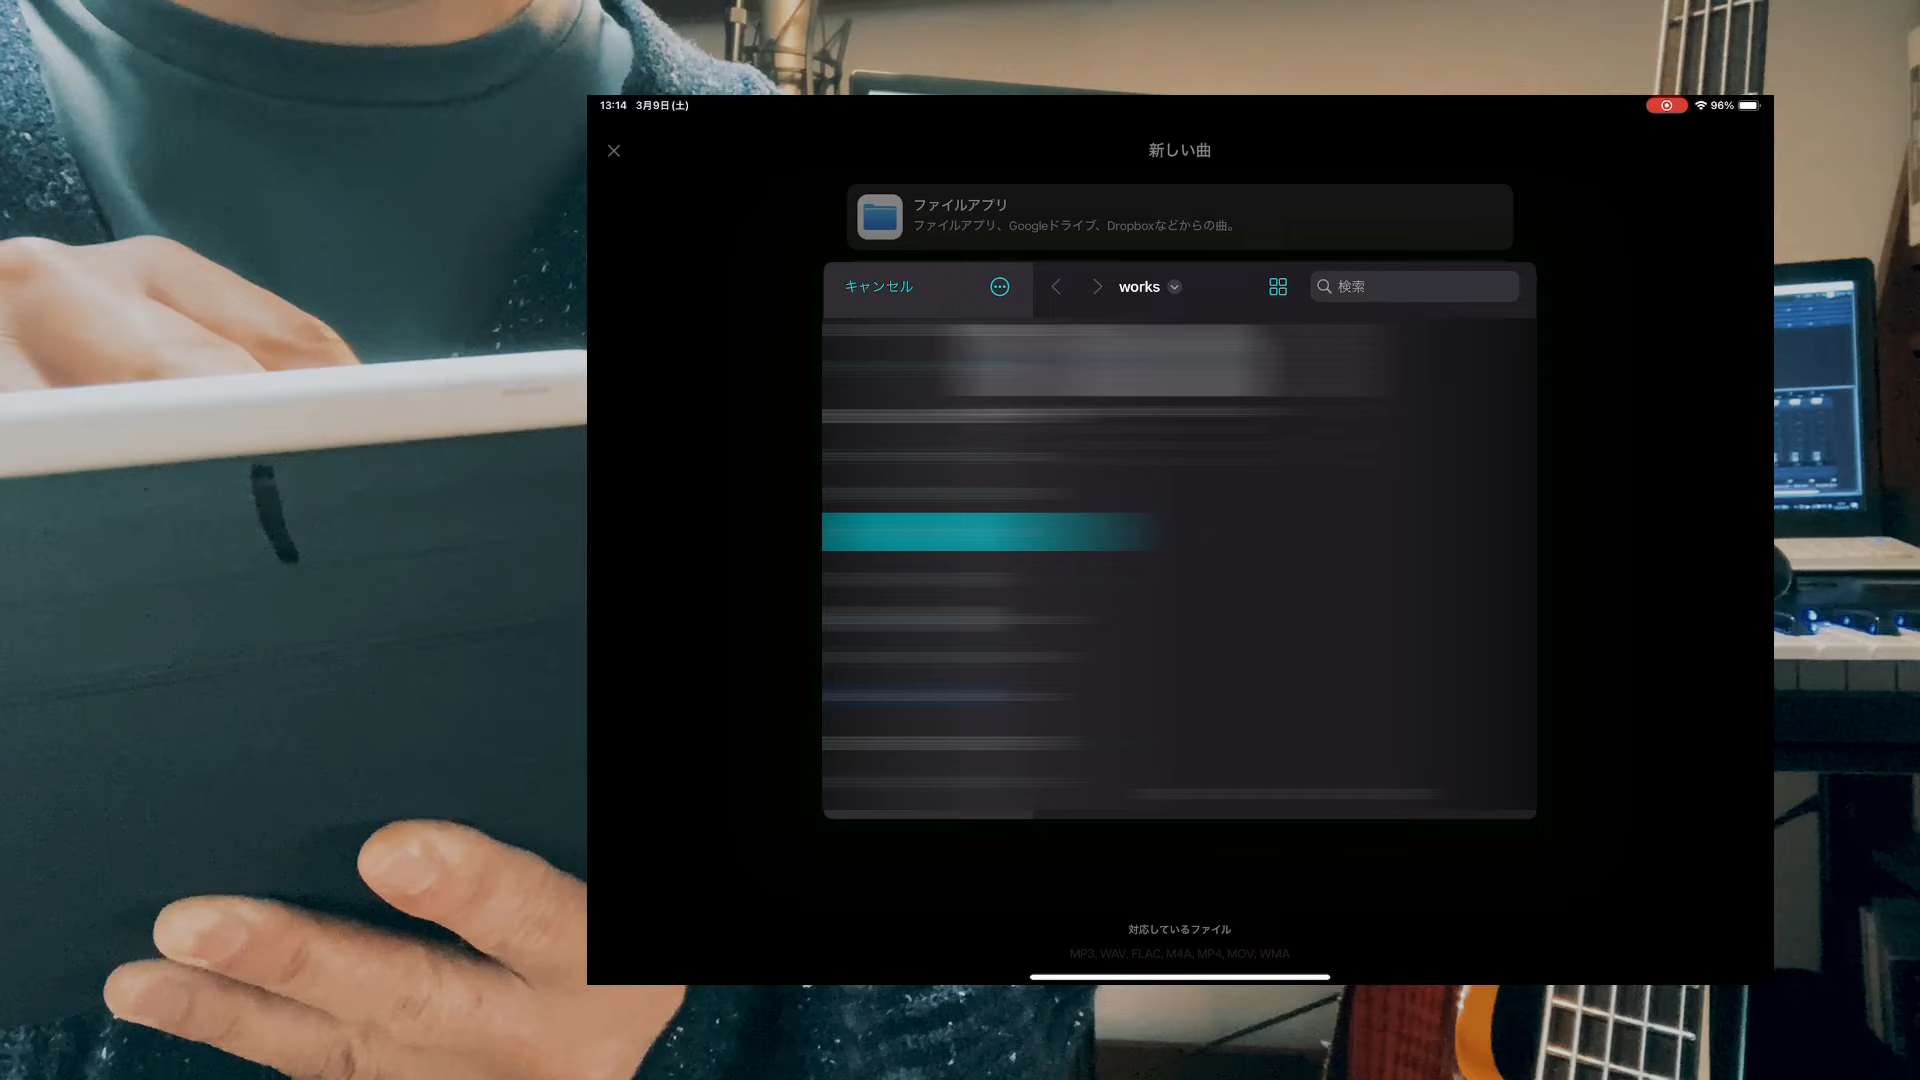 13:14 3月9日(土)
96%
新しい曲
ファイルアプリ
ファイルアプリ、Googleドライブ、Dropboxなどからの曲。
キャンセル
works
検索
対応しているファイル
MP3, WAV, FLAC, M4A, MP4, MOV, WMA